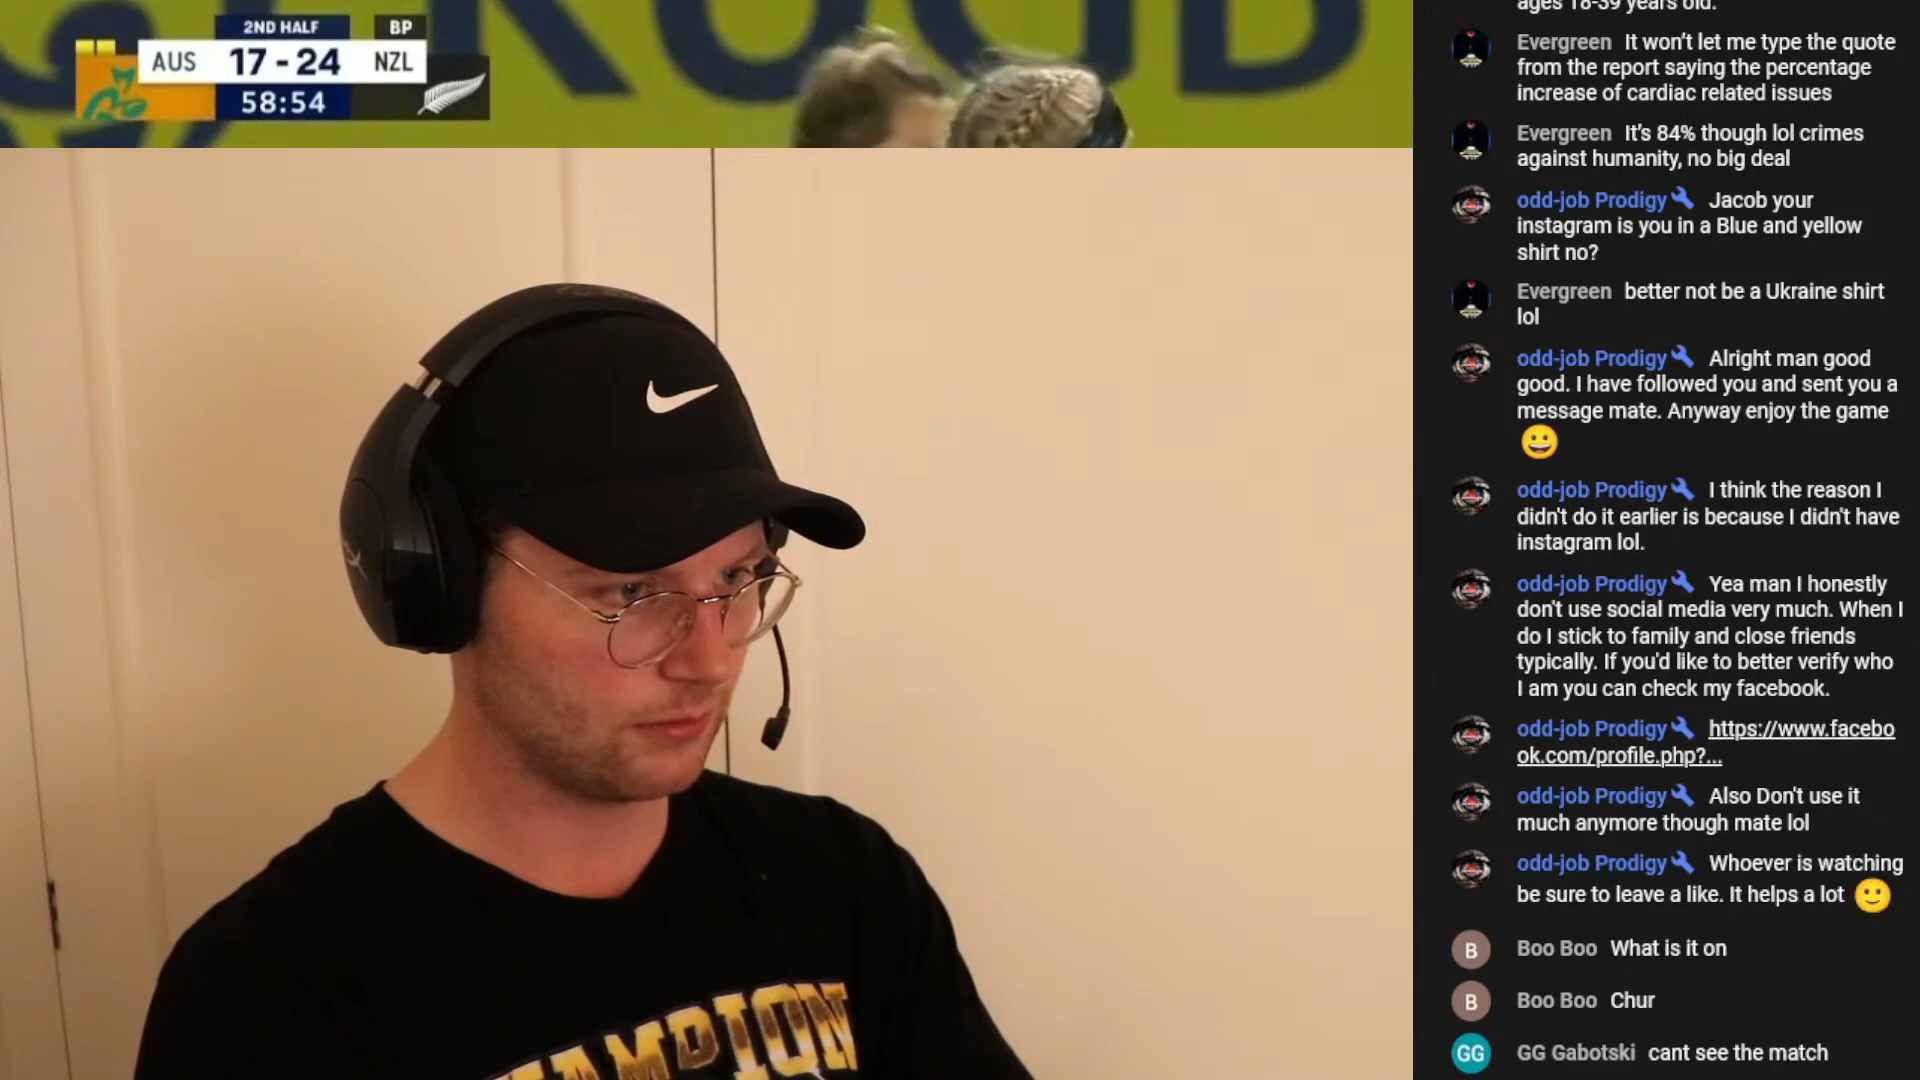 2ND HALF BP
AUS 17 - 24 NZL
58:54
CHAMPION
ages 18-39 years old.
Evergreen It won't let me type the quote
from the report saying the percentage
increase of cardiac related issues
Evergreen It's 84% though lol crimes
against humanity, no big deal
odd-job Prodigy Jacob your
instagram is you in a Blue and yellow
shirt no?
Evergreen better not be a Ukraine shirt
lol
odd-job Prodigy Alright man good
good. I have followed you and sent you a
message mate. Anyway enjoy the game
😀
odd-job Prodigy I think the reason I
didn't do it earlier is because I didn't have
instagram lol.
odd-job Prodigy Yea man I honestly
don't use social media very much. When I
do I stick to family and close friends
typically. If you'd like to better verify who
I am you can check my facebook.
odd-job Prodigy https://www.facebo
ok.com/profile.php?...
odd-job Prodigy Also Don't use it
much anymore though mate lol
odd-job Prodigy Whoever is watching
be sure to leave a like. It helps a lot 🙂
B Boo Boo What is it on
B Boo Boo Chur
GG GG Gabotski cant see the match